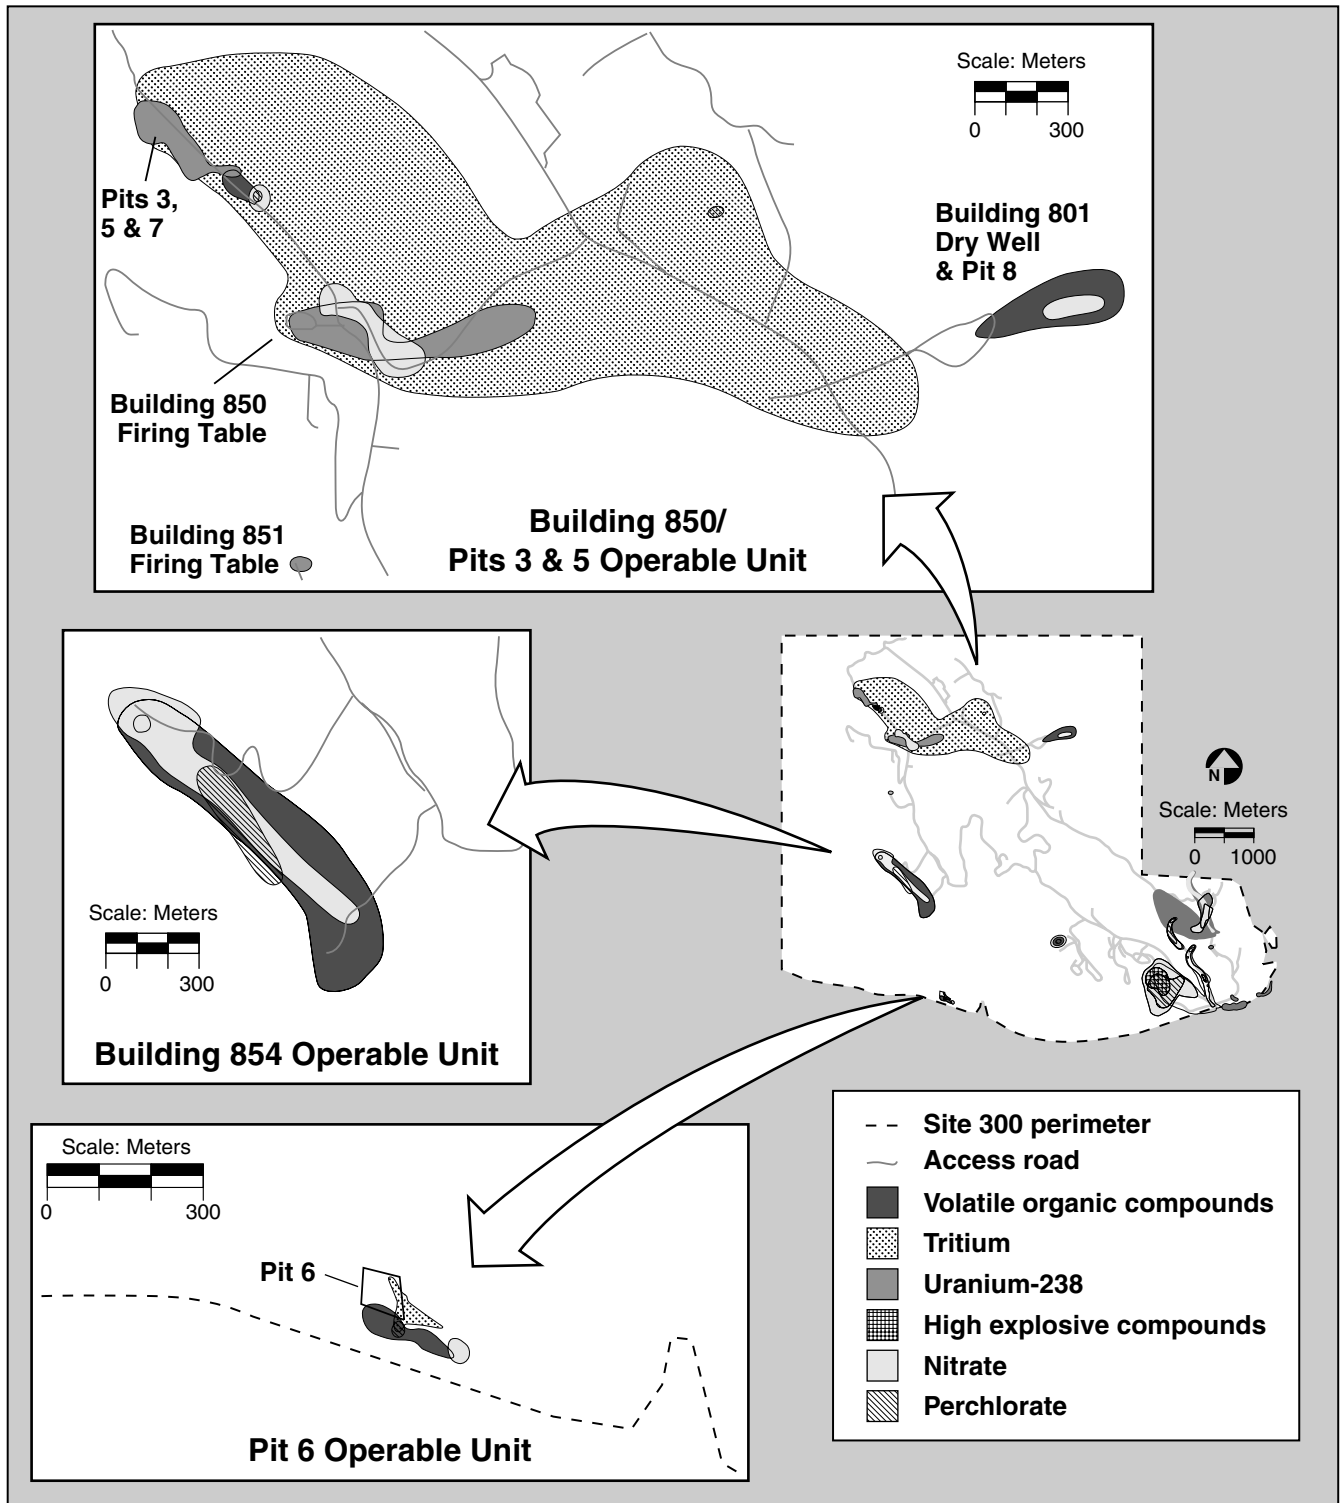 Scale: Meters
0 300
Pits 3,
5 & 7
Building 801
Dry Well
& Pit 8
Building 850
Firing Table
Building 851
Firing Table
Building 850/
Pits 3 & 5 Operable Unit
Scale: Meters
0 300
Building 854 Operable Unit
N
Scale: Meters
0 1000
Scale: Meters
0 300
Pit 6
Pit 6 Operable Unit
Site 300 perimeter
Access road
Volatile organic compounds
Tritium
Uranium-238
High explosive compounds
Nitrate
Perchlorate